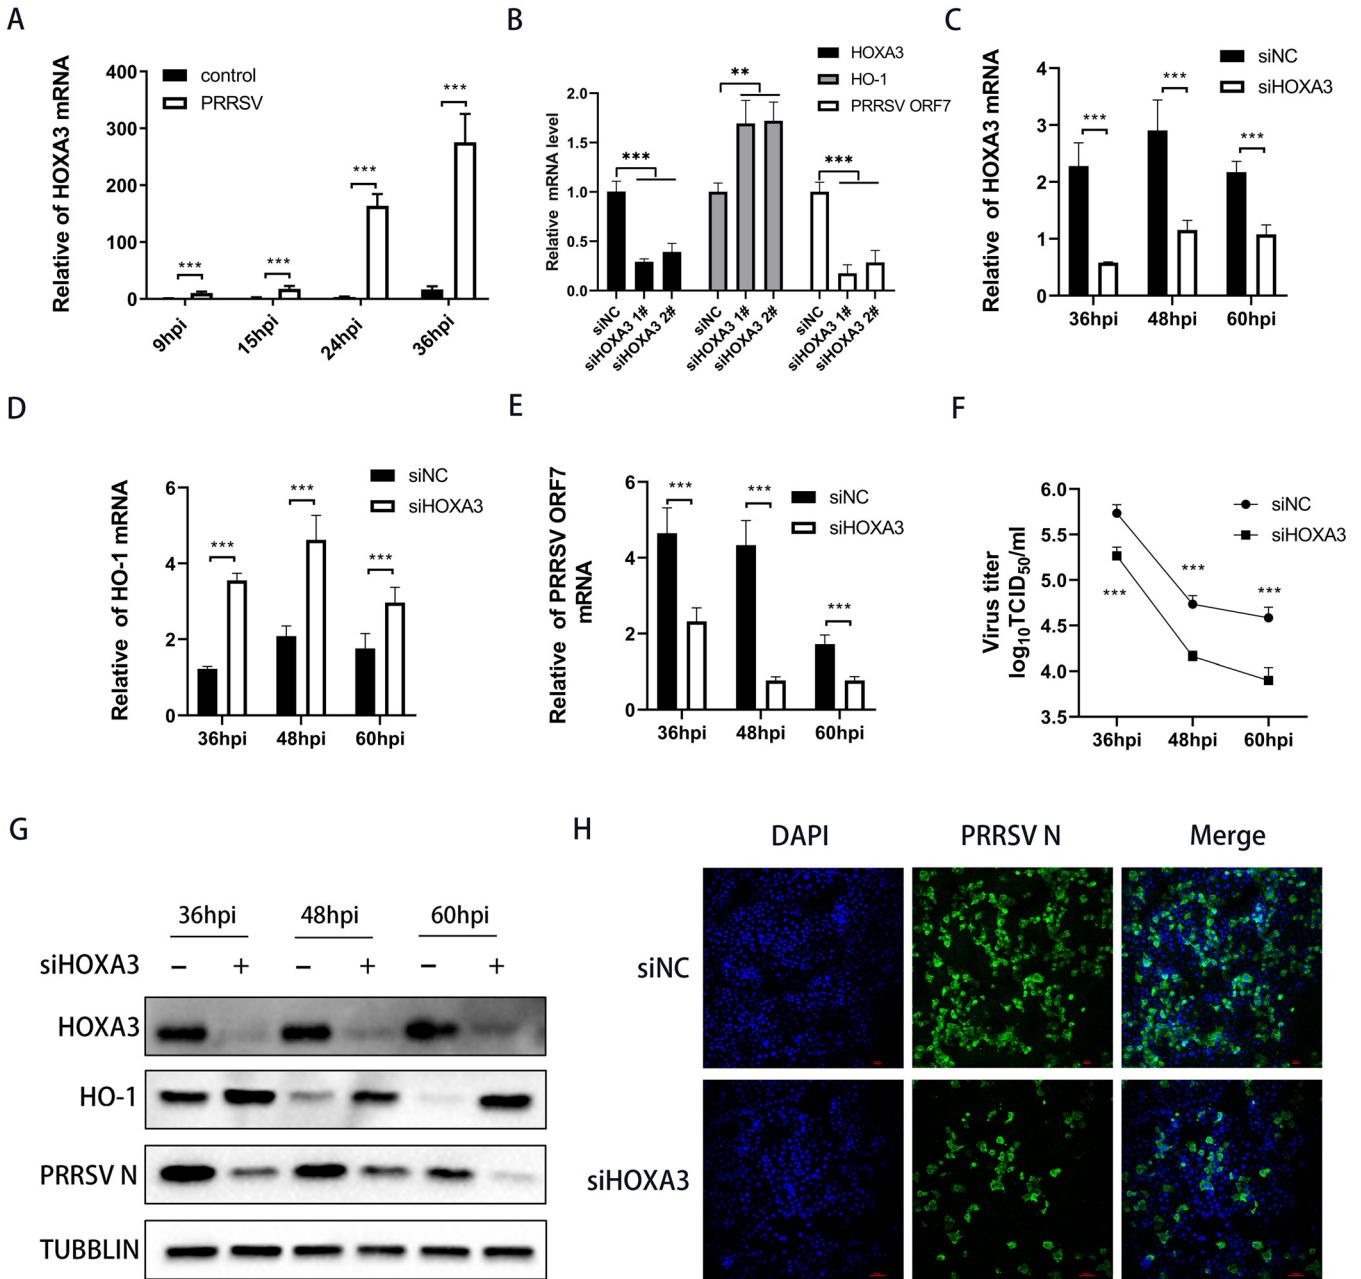 A
Relative of HOXA3 mRNA
400
300
200
100
0
control
PRRSV
***
***
***
***
9hpi
15hpi
24hpi
36hpi
B
Relative mRNA level
2.0
1.5
1.0
0.5
0.0
HOXA3
HO-1
PRRSV ORF7
***
**
***
siNC
siHOXA3 1#
siHOXA3 2#
siNC
siHOXA3 1#
siHOXA3 2#
siNC
siHOXA3 1#
siHOXA3 2#
C
Relative of HOXA3 mRNA
4
3
2
1
0
siNC
siHOXA3
***
***
***
36hpi
48hpi
60hpi
D
Relative of HO-1 mRNA
6
4
2
0
siNC
siHOXA3
***
***
***
36hpi
48hpi
60hpi
E
Relative of PRRSV ORF7
mRNA
6
4
2
0
siNC
siHOXA3
***
***
***
36hpi
48hpi
60hpi
F
Virus titer
log10TCID50/ml
6.0
5.5
5.0
4.5
4.0
3.5
siNC
siHOXA3
***
***
***
36hpi
48hpi
60hpi
G
36hpi 48hpi 60hpi
siHOXA3 − + − + − +
HOXA3
HO-1
PRRSV N
TUBBLIN
H
DAPI PRRSV N Merge
siNC
siHOXA3